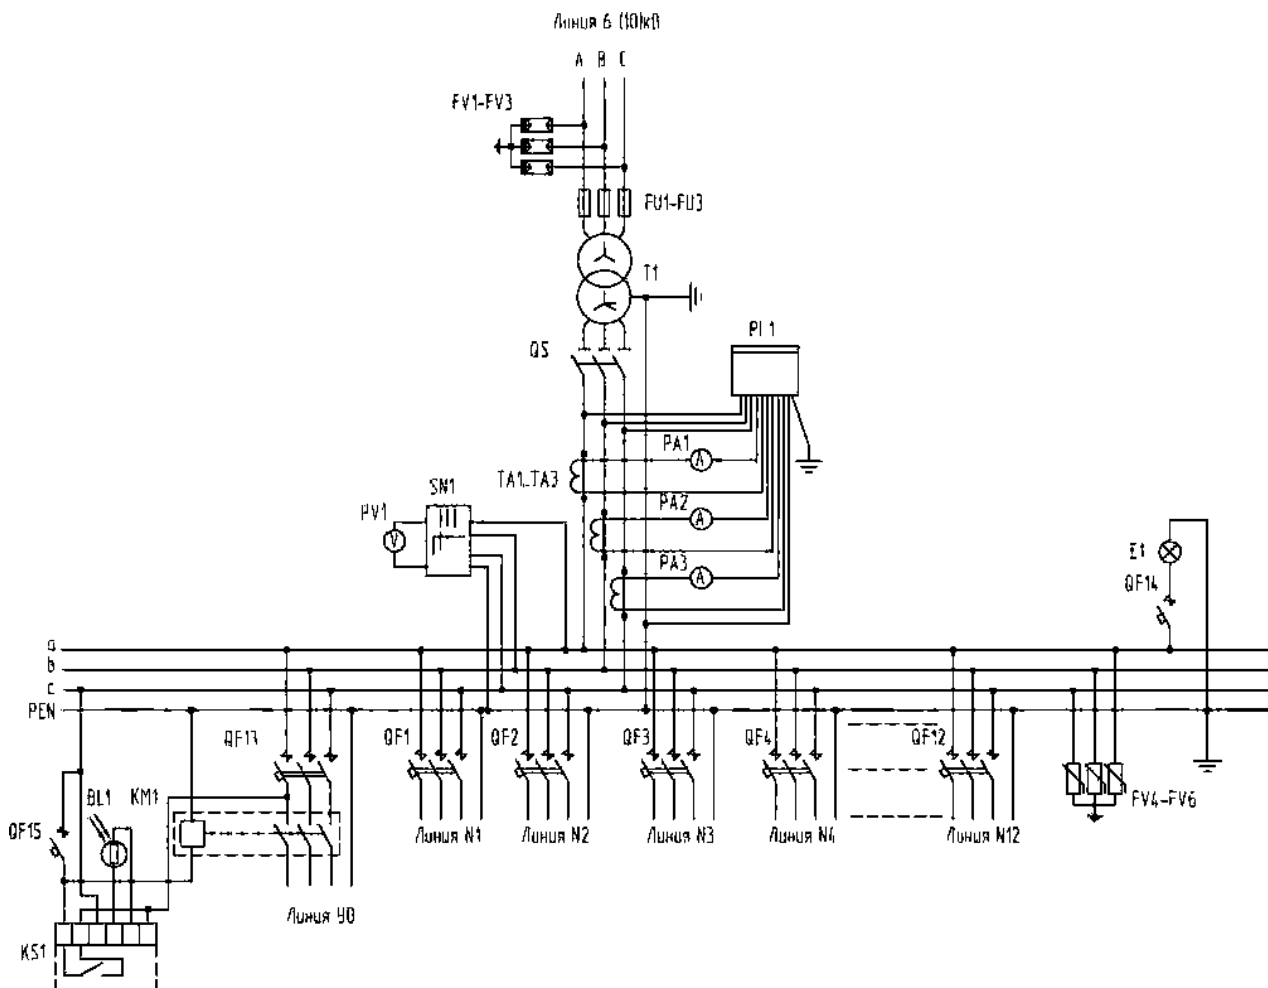 Линия 6 (10)кВ
A B C
FV1-FV3
FU1-FU3
T1
QS
PI 1
PA1
TA1..TA3
SN1
PA2
PV1
A
V
A
PA3
A
E1
QF14
a
b
c
PEN
QF13
QF1
QF2
QF3
QF4
QF12
BL1
KM1
FV4-FV6
QF15
Линия N1
Линия N2
Линия N3
Линия N4
Линия N12
Линия УО
KS1